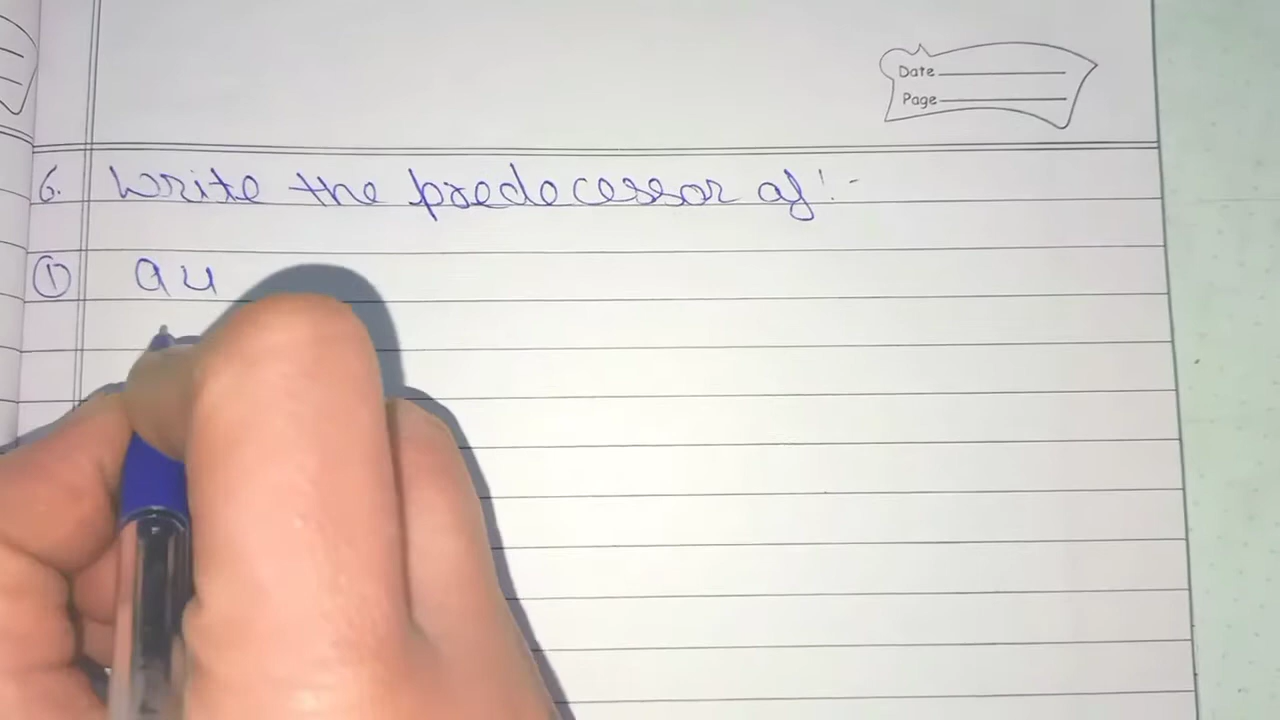 Date
Page
6. Write the predecessor of :-
① 94